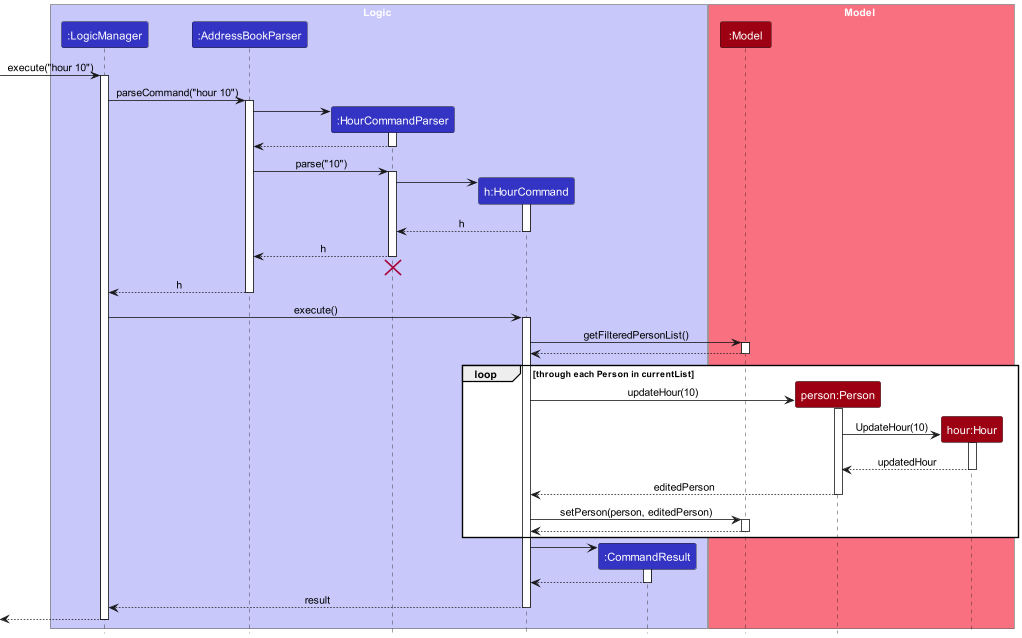 Logic
Model
:LogicManager
:AddressBookParser
:Model
execute("hour 10")
parseCommand("hour 10")
:HourCommandParser
parse("10")
h:HourCommand
h
h
h
execute()
getFilteredPersonList()
loop
[through each Person in currentList]
updateHour(10)
person:Person
UpdateHour(10)
hour:Hour
updatedHour
editedPerson
setPerson(person, editedPerson)
:CommandResult
result